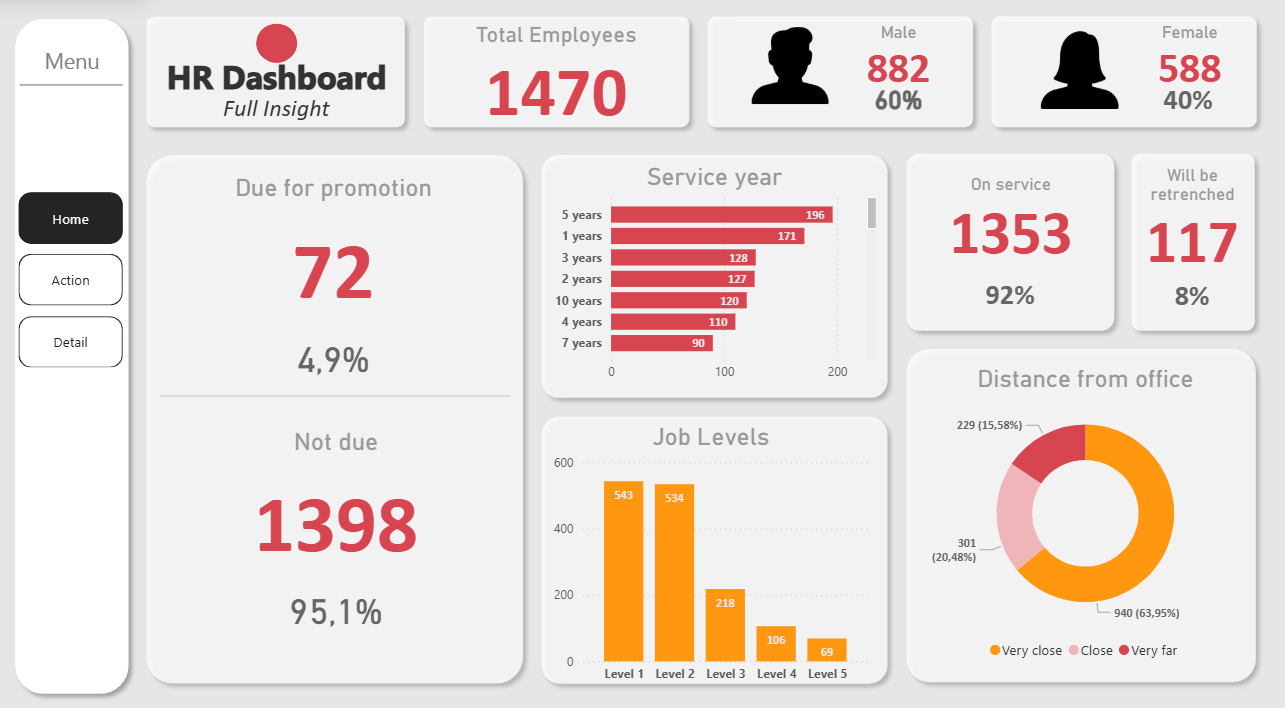 Menu
Home
Action
Detail
HR Dashboard
Full Insight
Total Employees
1470
Male
882
60%
Female
588
40%
Due for promotion
72
4,9%
Not due
1398
95,1%
Service year
5 years 196
1 years 171
3 years 128
2 years 127
10 years 120
4 years 110
7 years 90
0 100 200
Job Levels
600
400
200
0
543 534 218 106 69
Level 1 Level 2 Level 3 Level 4 Level 5
On service
1353
92%
Will be
retrenched
117
8%
Distance from office
229 (15,58%)
301
(20,48%)
940 (63,95%)
Very close Close Very far